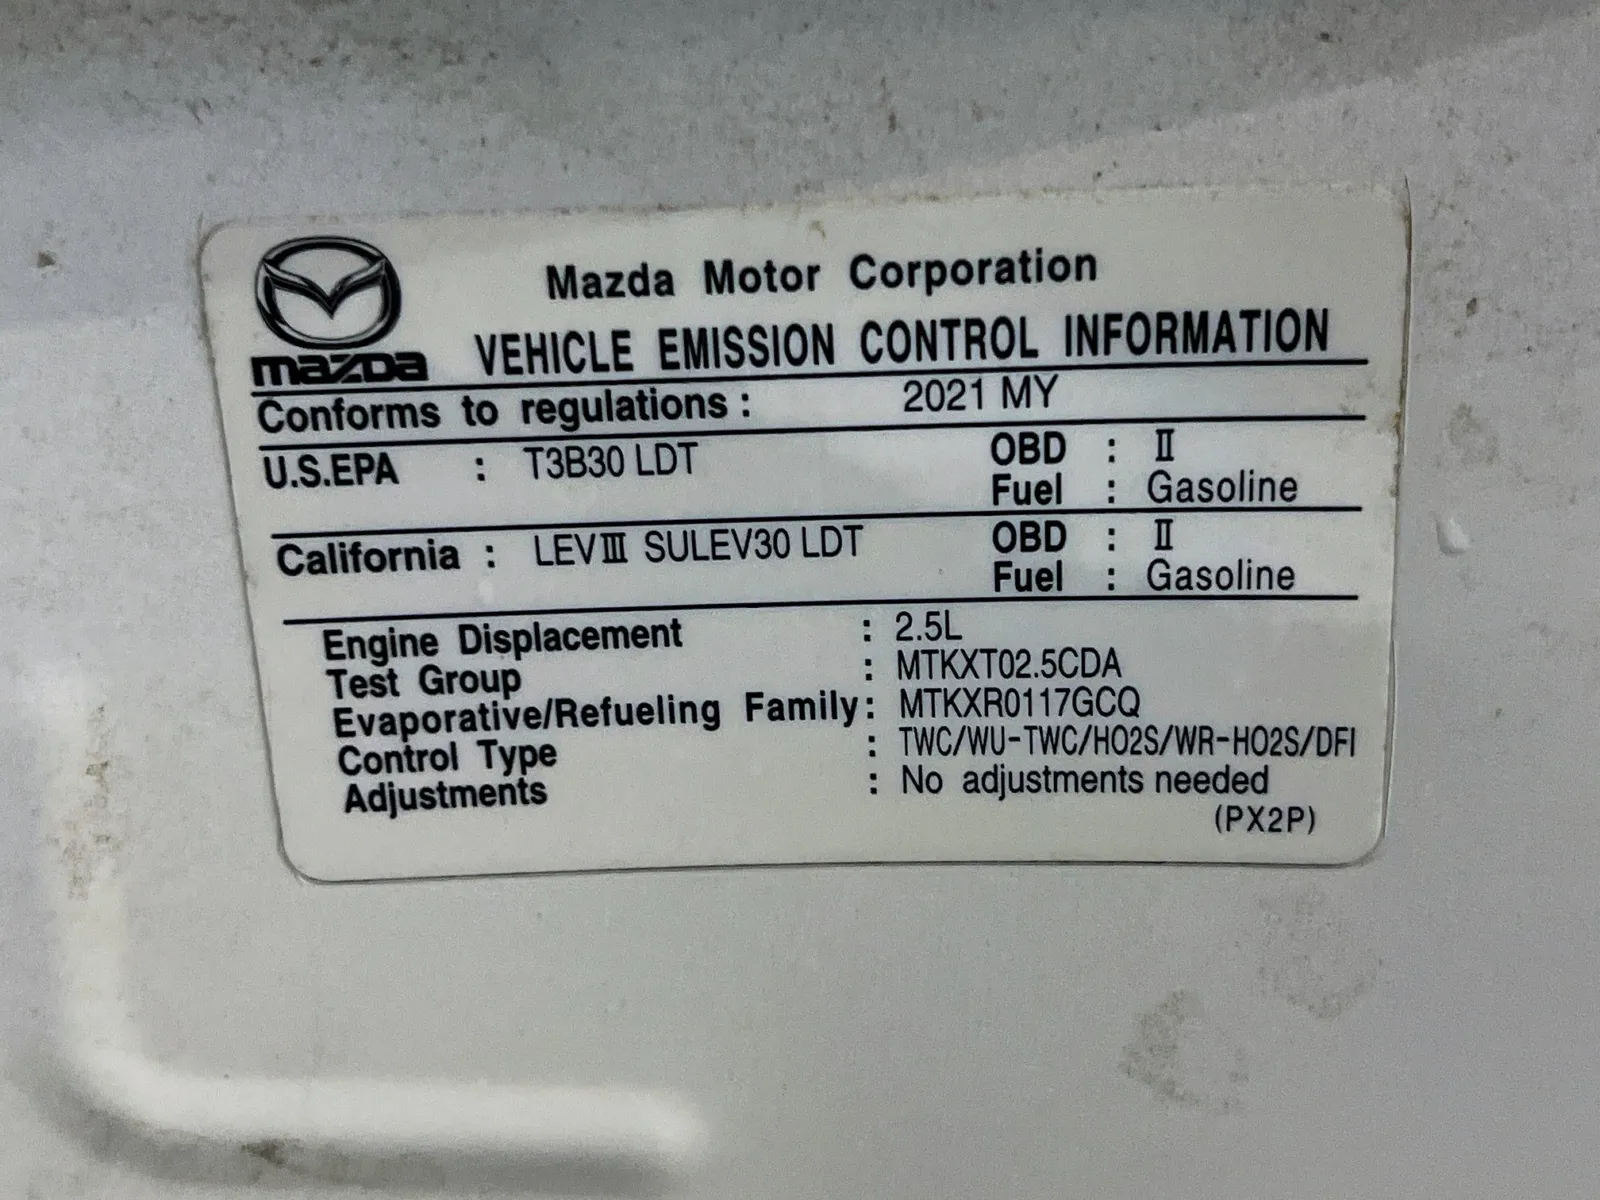 mazda
Mazda Motor Corporation
VEHICLE EMISSION CONTROL INFORMATION
Conforms to regulations : 2021 MY
U.S.EPA : T3B30 LDT OBD : Ⅱ
Fuel : Gasoline
California : LEVⅢ SULEV30 LDT OBD : Ⅱ
Fuel : Gasoline
Engine Displacement : 2.5L
Test Group : MTKXT02.5CDA
Evaporative/Refueling Family : MTKXR0117GCQ
Control Type : TWC/WU-TWC/HO2S/WR-HO2S/DFI
Adjustments : No adjustments needed
(PX2P)